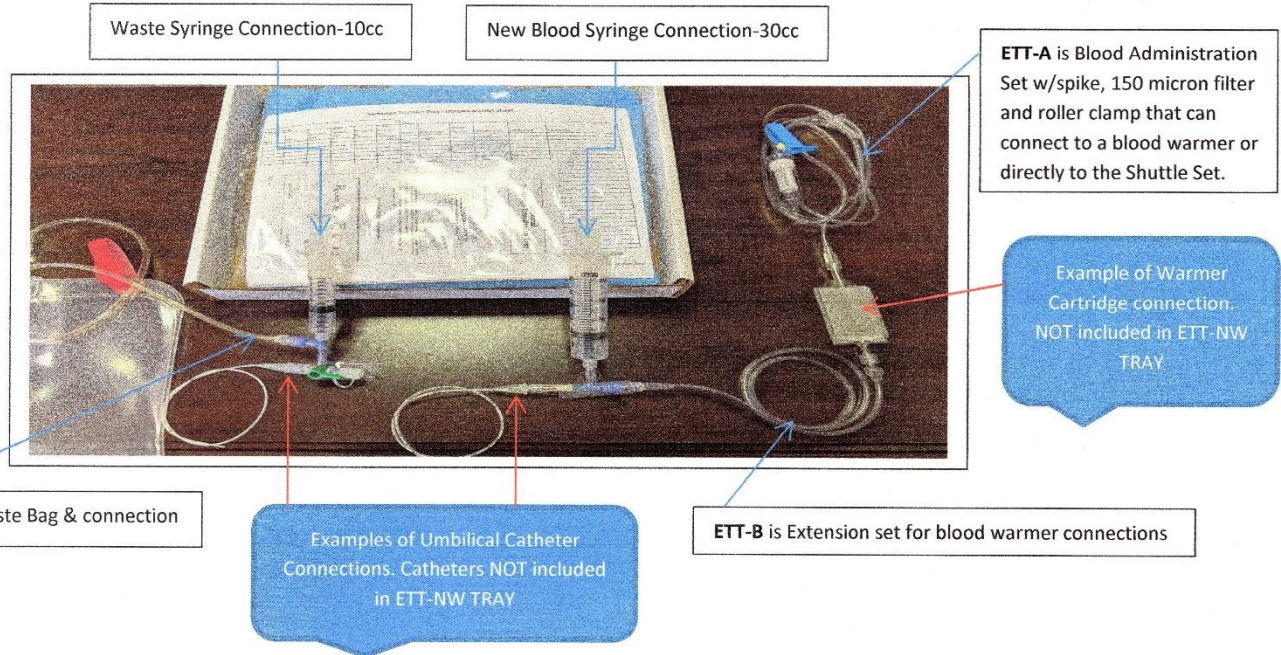 Waste Syringe Connection-10cc
New Blood Syringe Connection-30cc
ETT-A is Blood Administration
Set w/spike, 150 micron filter
and roller clamp that can
connect to a blood warmer or
directly to the Shuttle Set.
Example of Warmer
Cartridge connection.
NOT included in ETT-NW
TRAY
ste Bag & connection
Examples of Umbilical Catheter
Connections. Catheters NOT included
in ETT-NW TRAY
ETT-B is Extension set for blood warmer connections